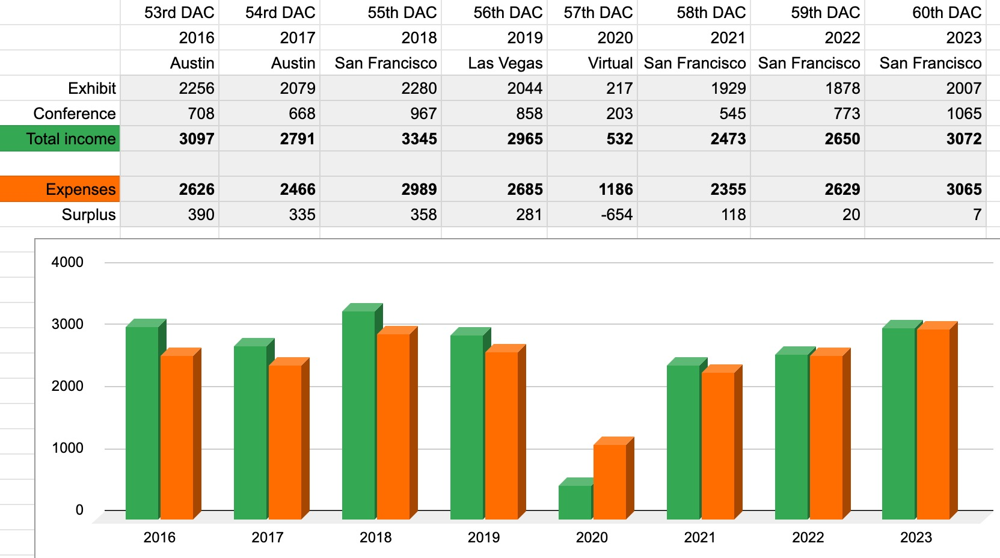 53rd DAC 54rd DAC 55th DAC 56th DAC 57th DAC 58th DAC 59th DAC 60th DAC
2016 2017 2018 2019 2020 2021 2022 2023
Austin Austin San Francisco Las Vegas Virtual San Francisco San Francisco San Francisco
Exhibit 2256 2079 2280 2044 217 1929 1878 2007
Conference 708 668 967 858 203 545 773 1065
Total income 3097 2791 3345 2965 532 2473 2650 3072
Expenses 2626 2466 2989 2685 1186 2355 2629 3065
Surplus 390 335 358 281 -654 118 20 7
4000
3000
2000
1000
0
2016 2017 2018 2019 2020 2021 2022 2023